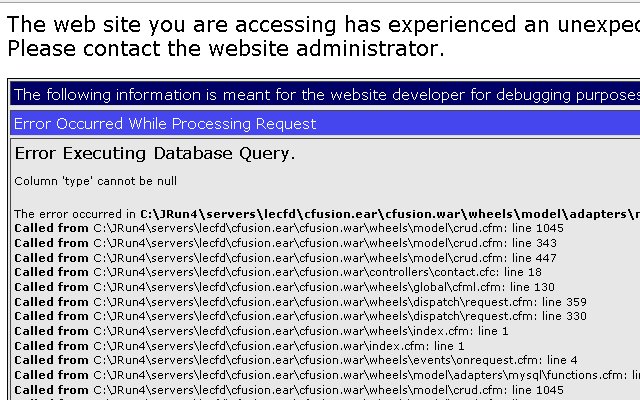 The web site you are accessing has experienced an
Please contact the website administrator.
The following information is meant for the website developer for debugging purposes
Error Occurred While Processing Request
Error Executing Database Query.
Column 'type' cannot be null
The error occurred in C:\JRun4\servers\lecfd\cfusion.ear\cfusion.war\wheels\model\adapters\
Called from C:\JRun4\servers\lecfd\cfusion.ear\cfusion.war\wheels\model\crud.cfm: line 1045
Called from C:\JRun4\servers\lecfd\cfusion.ear\cfusion.war\wheels\model\crud.cfm: line 343
Called from C:\JRun4\servers\lecfd\cfusion.ear\cfusion.war\wheels\model\crud.cfm: line 447
Called from C:\JRun4\servers\lecfd\cfusion.ear\cfusion.war\controllers\contact.cfc: line 18
Called from C:\JRun4\servers\lecfd\cfusion.ear\cfusion.war\wheels\global\cfml.cfm: line 130
Called from C:\JRun4\servers\lecfd\cfusion.ear\cfusion.war\wheels\dispatch\request.cfm: line 359
Called from C:\JRun4\servers\lecfd\cfusion.ear\cfusion.war\wheels\dispatch\request.cfm: line 330
Called from C:\JRun4\servers\lecfd\cfusion.ear\cfusion.war\wheels\index.cfm: line 1
Called from C:\JRun4\servers\lecfd\cfusion.ear\cfusion.war\index.cfm: line 1
Called from C:\JRun4\servers\lecfd\cfusion.ear\cfusion.war\wheels\events\onrequest.cfm: line 4
Called from C:\JRun4\servers\lecfd\cfusion.ear\cfusion.war\wheels\model\adapters\mysql\functions.cfm:
Called from C:\JRun4\servers\lecfd\cfusion.ear\cfusion.war\wheels\model\crud.cfm: line 1045